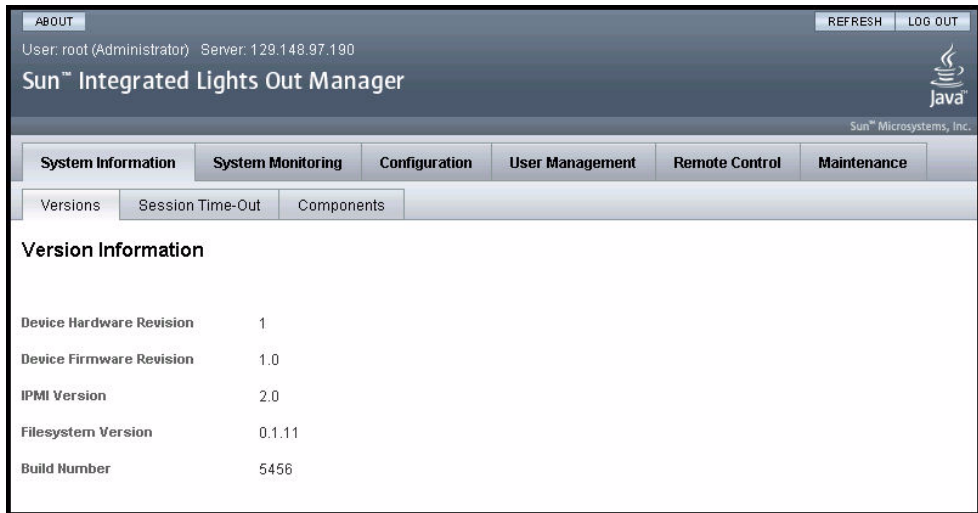 ABOUT REFRESH LOG OUT
User: root (Administrator) Server: 129.148.97.190
Sun™ Integrated Lights Out Manager
Java™
Sun™ Microsystems, Inc.
System Information System Monitoring Configuration User Management Remote Control Maintenance
Versions Session Time-Out Components
Version Information
Device Hardware Revision 1
Device Firmware Revision 1.0
IPMI Version 2.0
Filesystem Version 0.1.11
Build Number 5456